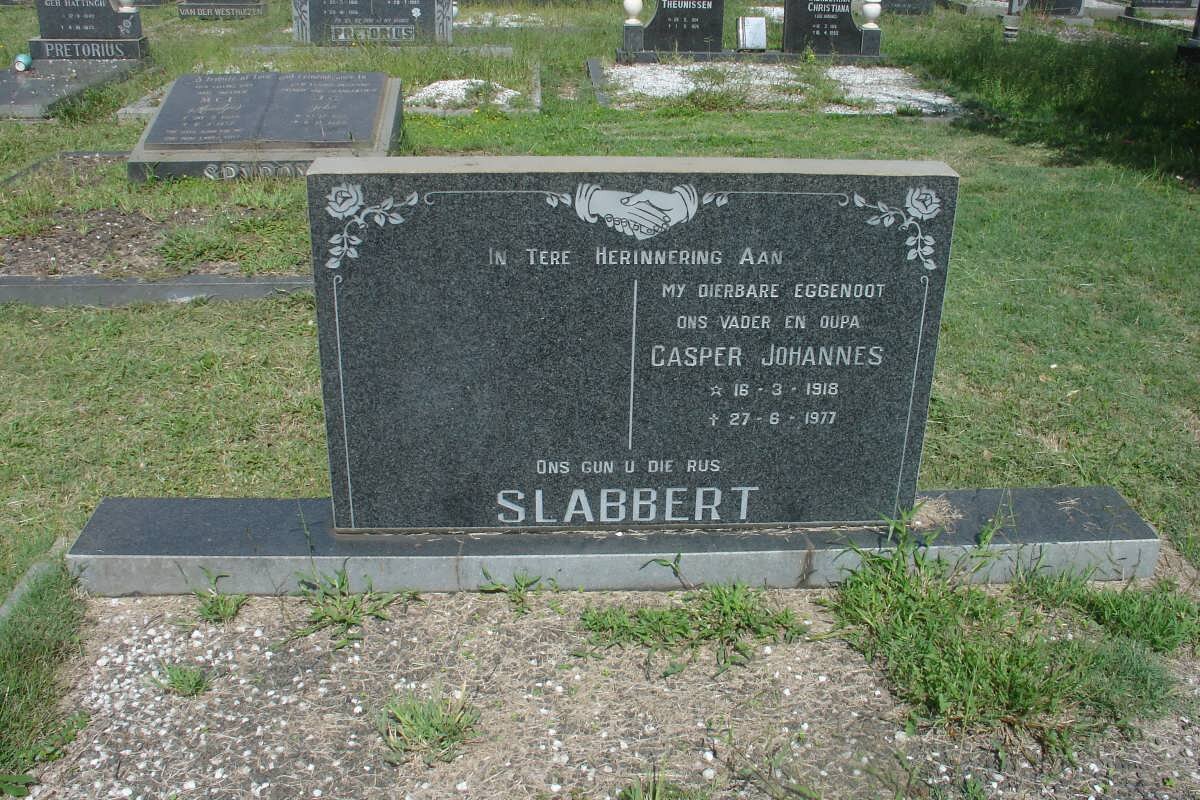 PRETORIUS
VAN DER WESTHUIZEN
PRETORIUS
THEUNISSEN
CHRISTIANA
In Tere Herinnering Aan
MY DIERBARE EGGENOOT
ONS VADER EN OUPA
CASPER JOHANNES
☆ 16 - 3 - 1918
† 27 - 6 - 1977
ONS GUN U DIE RUS
SLABBERT